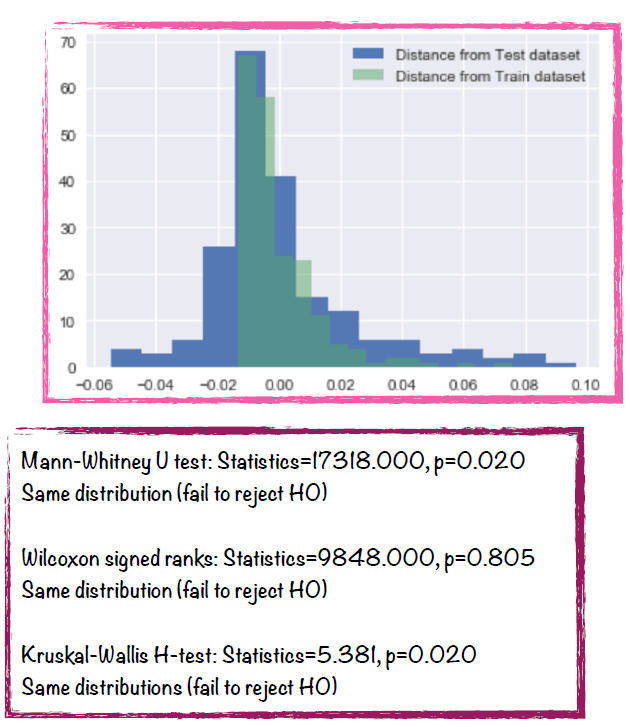 70
Distance from Test dataset
Distance from Train dataset
60
50
40
30
20
10
0
−0.06 −0.04 −0.02 0.00 0.02 0.04 0.06 0.08 0.10
Mann-Whitney U test: Statistics=17318.000, p=0.020
Same distribution (fail to reject H0)
Wilcoxon signed ranks: Statistics=9848.000, p=0.805
Same distribution (fail to reject H0)
Kruskal-Wallis H-test: Statistics=5.381, p=0.020
Same distributions (fail to reject H0)